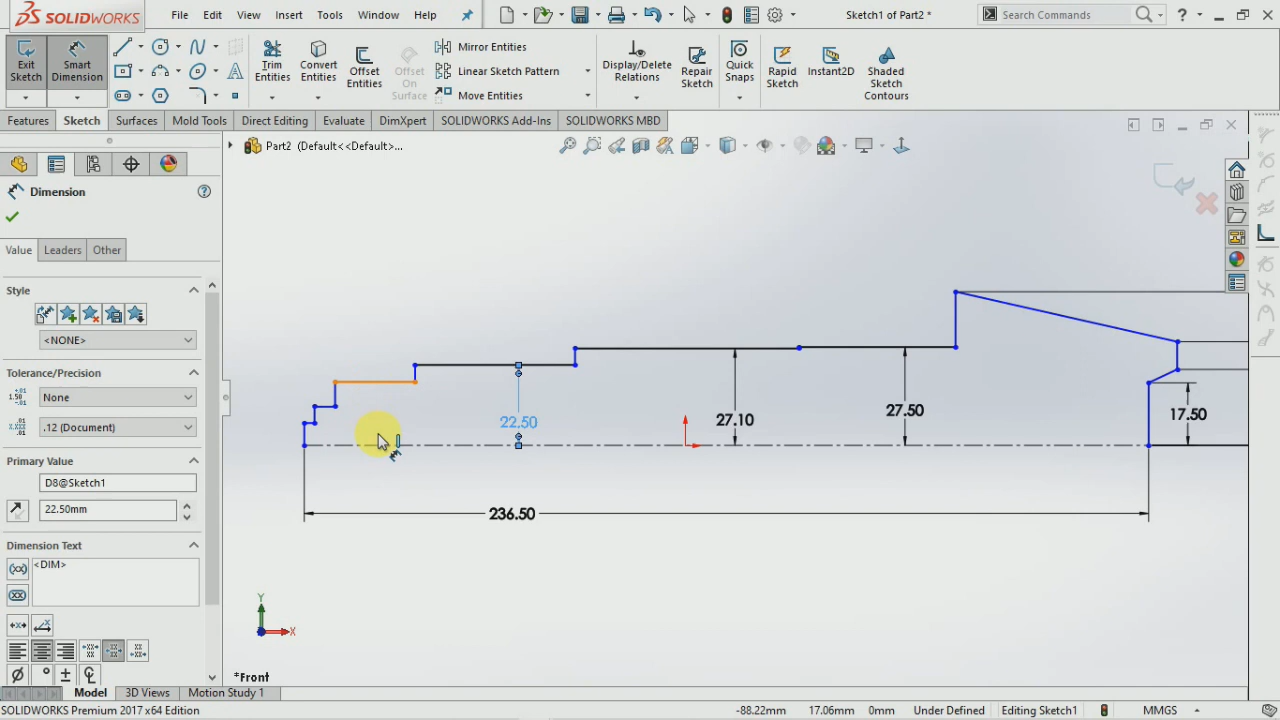 SOLIDWORKS
File
Edit
View
Insert
Tools
Window
Help
Sketch1 of Part2 *
Search Commands
?
Exit Sketch
Smart Dimension
Trim Entities
Convert Entities
Offset Entities
Offset On Surface
Mirror Entities
Linear Sketch Pattern
Move Entities
Display/Delete Relations
Repair Sketch
Quick Snaps
Rapid Sketch
Instant2D
Shaded Sketch Contours
Features
Sketch
Surfaces
Mold Tools
Direct Editing
Evaluate
DimXpert
SOLIDWORKS Add-Ins
SOLIDWORKS MBD
Part2 (Default<<Default>...
Dimension
Value
Leaders
Other
Style
<NONE>
Tolerance/Precision
None
.12 (Document)
Primary Value
D8@Sketch1
22.50mm
Dimension Text
<DIM>
22.50
27.10
27.50
17.50
236.50
Y
X
*Front
Model
3D Views
Motion Study 1
SOLIDWORKS Premium 2017 x64 Edition
-88.22mm
17.06mm
0mm
Under Defined
Editing Sketch1
MMGS